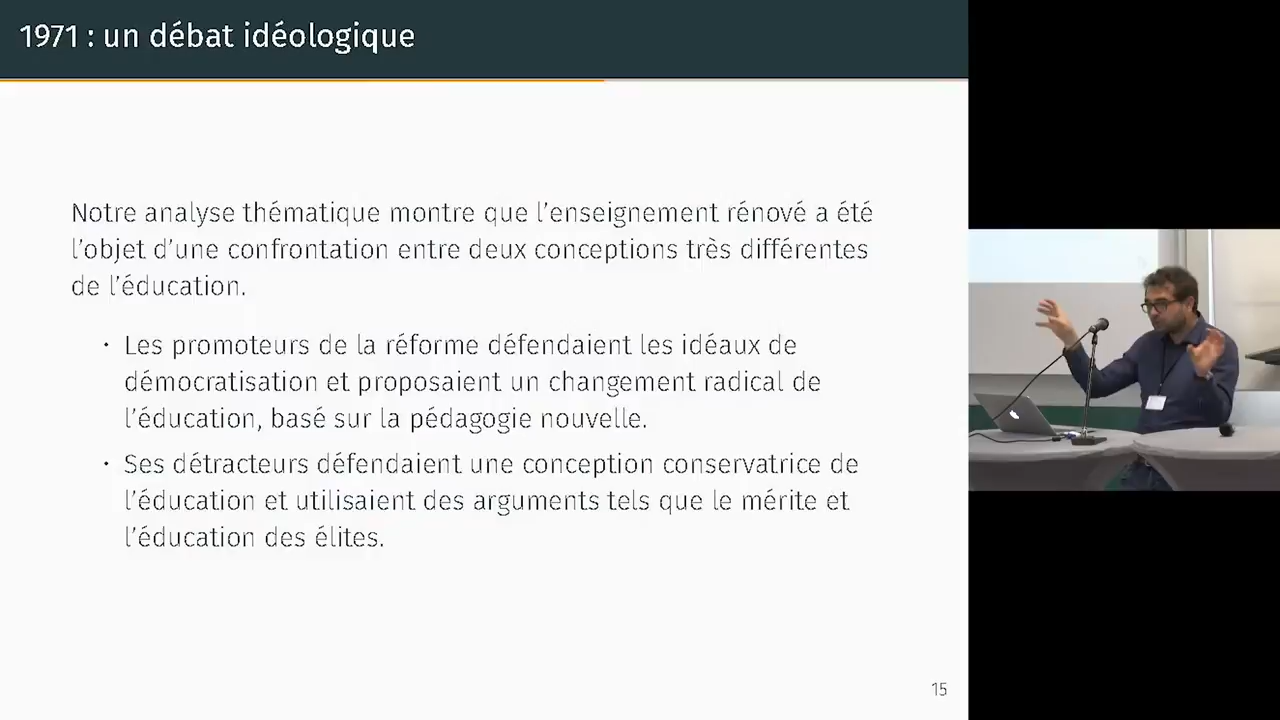 1971 : un débat idéologique
Notre analyse thématique montre que l'enseignement rénové a été
l'objet d'une confrontation entre deux conceptions très différentes
de l'éducation.
· Les promoteurs de la réforme défendaient les idéaux de
démocratisation et proposaient un changement radical de
l'éducation, basé sur la pédagogie nouvelle.
· Ses détracteurs défendaient une conception conservatrice de
l'éducation et utilisaient des arguments tels que le mérite et
l'éducation des élites.
15